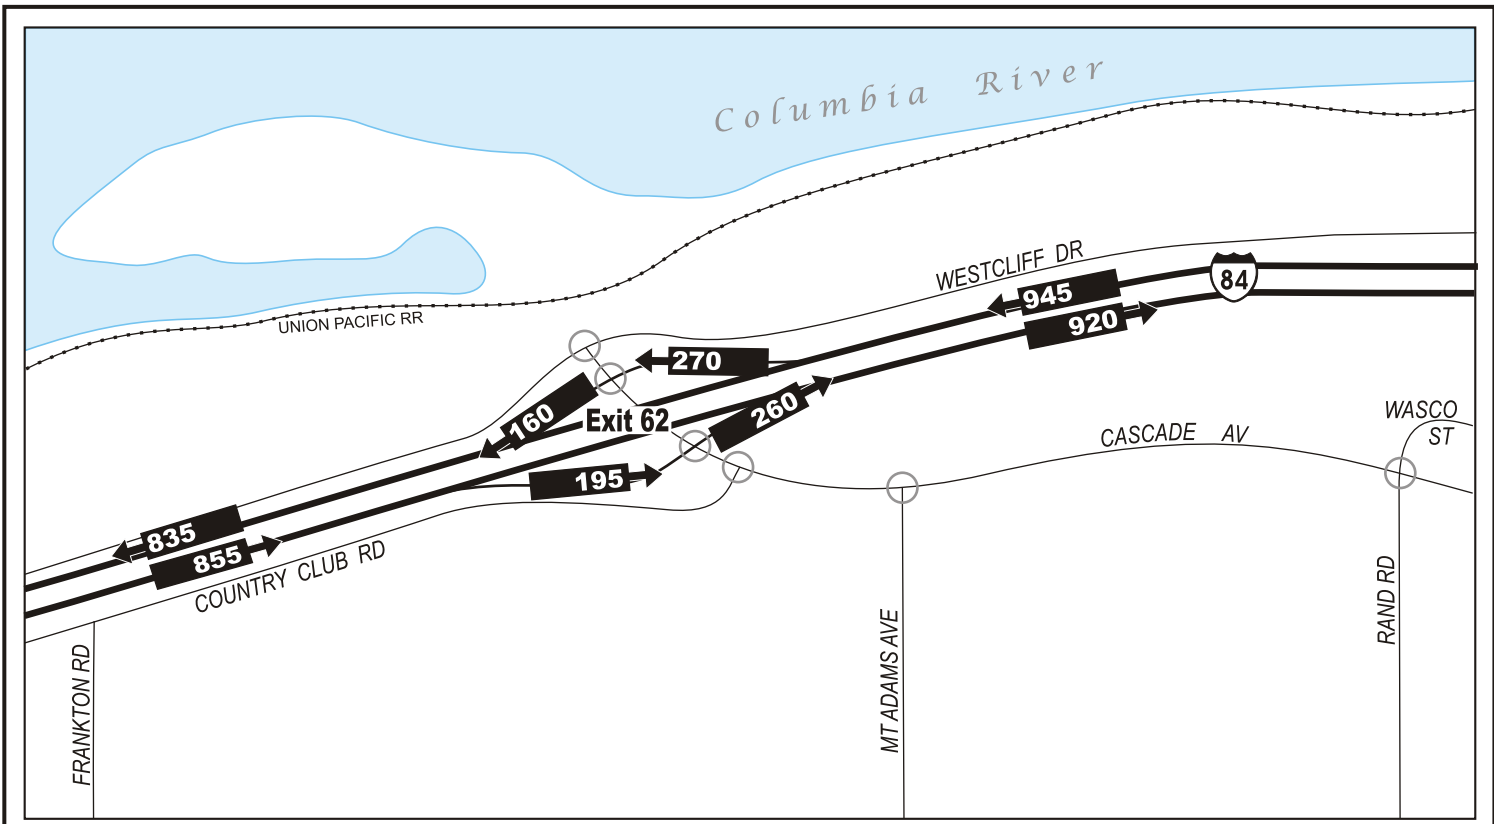 Columbia River
WESTCLIFF DR
84
945
920
UNION PACIFIC RR
270
160
Exit 62
260
WASCO
ST
CASCADE AV
195
835
855
COUNTRY CLUB RD
FRANKTON RD
MT ADAMS AVE
RAND RD